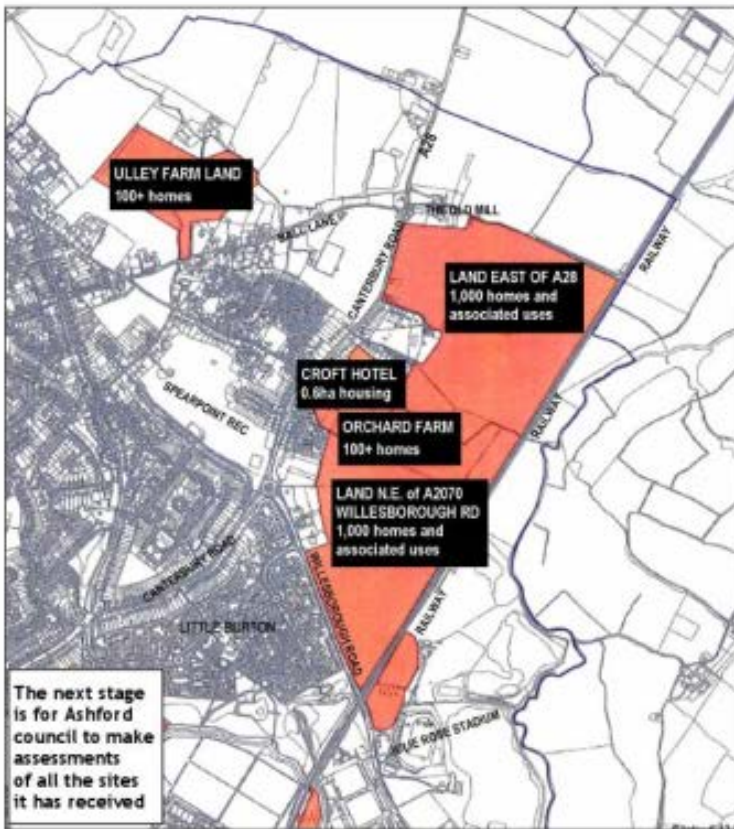 A28
ULLEY FARM LAND
100+ homes
BALL LANE
THE OLD MILL
CANTERBURY ROAD
RAILWAY
LAND EAST OF A28
1,000 homes and
associated uses
CROFT HOTEL
0.6ha housing
SPEARPOINT REC
ORCHARD FARM
100+ homes
RAILWAY
LAND N.E. of A2070
WILLESBOROUGH RD
1,000 homes and
associated uses
CANTERBURY ROAD
WILLESBOROUGH ROAD
LITTLE BURTON
RAILWAY
JULIE ROSE STADIUM
The next stage
is for Ashford
council to make
assessments
of all the sites
it has received